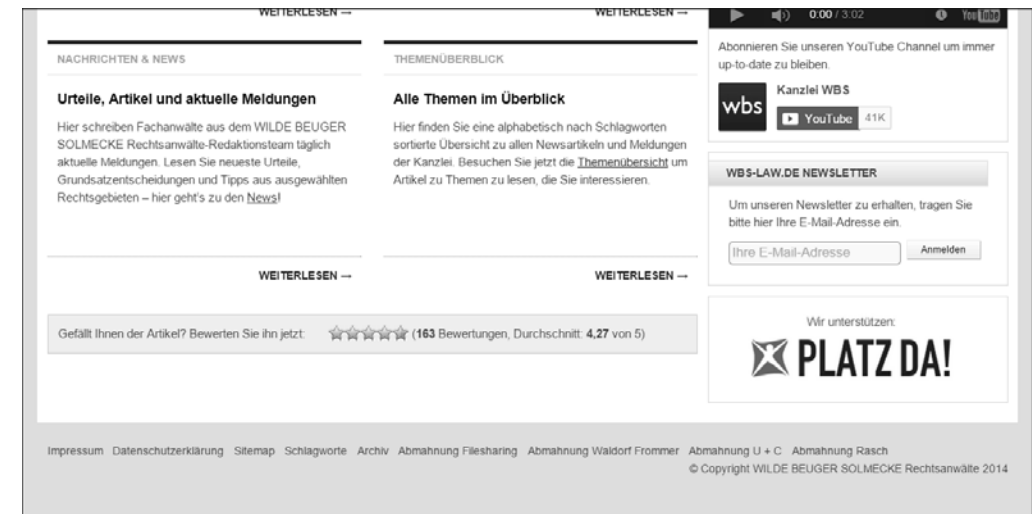 WEITERLESEN →
WEITERLESEN →
NACHRICHTEN & NEWS
Urteile, Artikel und aktuelle Meldungen
Hier schreiben Fachanwälte aus dem WILDE BEUGER
SOLMECKE Rechtsanwälte-Redaktionsteam täglich
aktuelle Meldungen. Lesen Sie neueste Urteile,
Grundsatzentscheidungen und Tipps aus ausgewählten
Rechtsgebieten – hier geht's zu den News!
WEITERLESEN →
THEMENÜBERBLICK
Alle Themen im Überblick
Hier finden Sie eine alphabetisch nach Schlagworten
sortierte Übersicht zu allen Newsartikeln und Meldungen
der Kanzlei. Besuchen Sie jetzt die Themenübersicht um
Artikel zu Themen zu lesen, die Sie interessieren.
WEITERLESEN →
Gefällt Ihnen der Artikel? Bewerten Sie ihn jetzt: (163 Bewertungen, Durchschnitt: 4,27 von 5)
0:00 / 3:02 YouTube
Abonnieren Sie unseren YouTube Channel um immer
up-to-date zu bleiben.
wbs
Kanzlei WBS
YouTube 41K
WBS-LAW.DE NEWSLETTER
Um unseren Newsletter zu erhalten, tragen Sie
bitte hier Ihre E-Mail-Adresse ein.
Ihre E-Mail-Adresse Anmelden
Wir unterstützen:
PLATZ DA!
Impressum Datenschutzerklärung Sitemap Schlagworte Archiv Abmahnung Filesharing Abmahnung Waldorf Frommer Abmahnung U + C Abmahnung Rasch
© Copyright WILDE BEUGER SOLMECKE Rechtsanwälte 2014